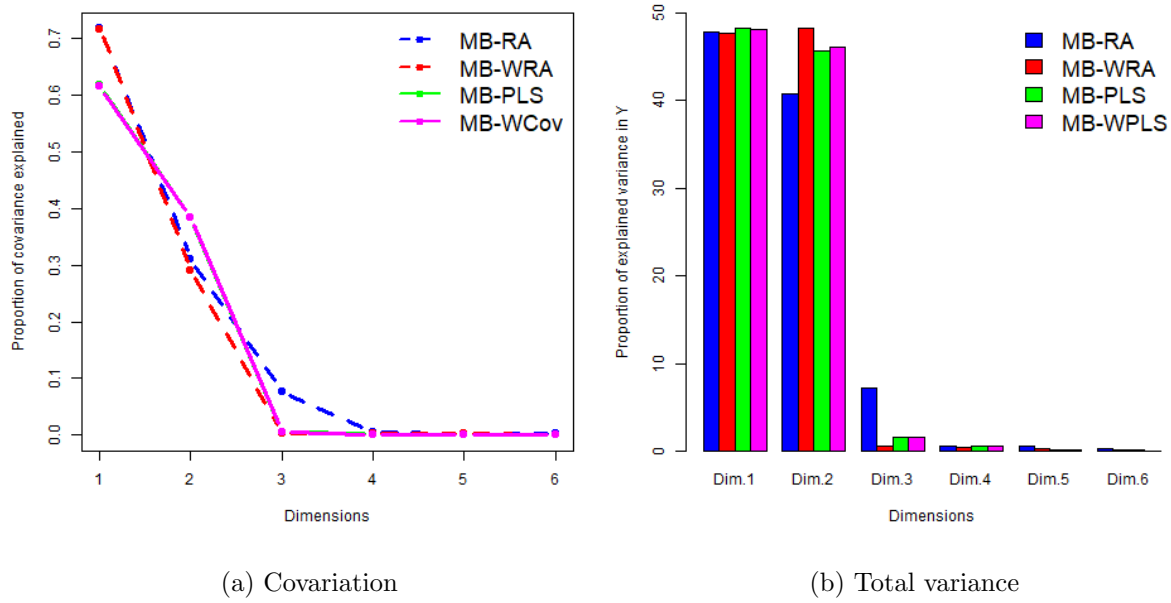 Proportion of covariance explained
0.7
0.6
0.5
0.4
0.3
0.2
0.1
0.0
MB-RA
MB-WRA
MB-PLS
MB-WCov
1 2 3 4 5 6
Dimensions
(a) Covariation
Proportion of explained variance in Y
50
40
30
20
10
0
MB-RA
MB-WRA
MB-PLS
MB-WPLS
Dim.1 Dim.2 Dim.3 Dim.4 Dim.5 Dim.6
Dimensions
(b) Total variance